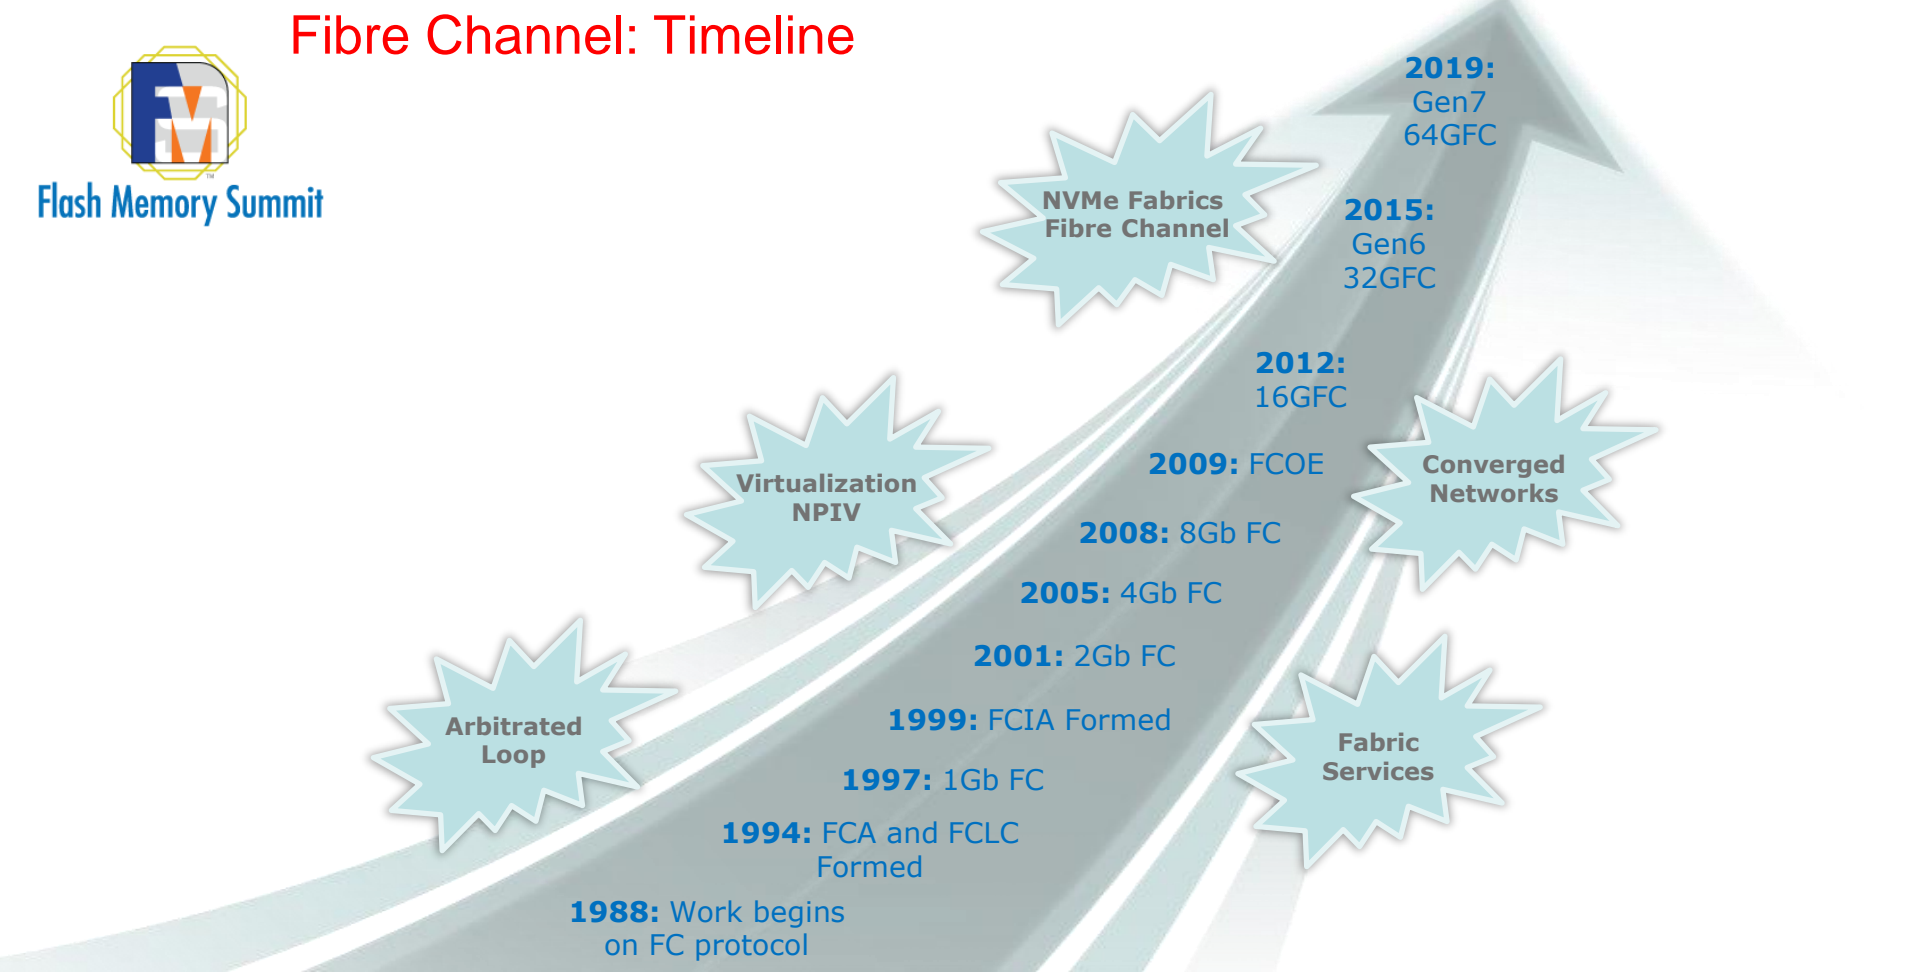 Fibre Channel: Timeline
Flash Memory Summit
TM
2019:
Gen7
64GFC
NVMe Fabrics
Fibre Channel
2015:
Gen6
32GFC
2012:
16GFC
2009: FCOE
Converged
Networks
Virtualization
NPIV
2008: 8Gb FC
2005: 4Gb FC
2001: 2Gb FC
1999: FCIA Formed
Arbitrated
Loop
Fabric
Services
1997: 1Gb FC
1994: FCA and FCLC
Formed
1988: Work begins
on FC protocol